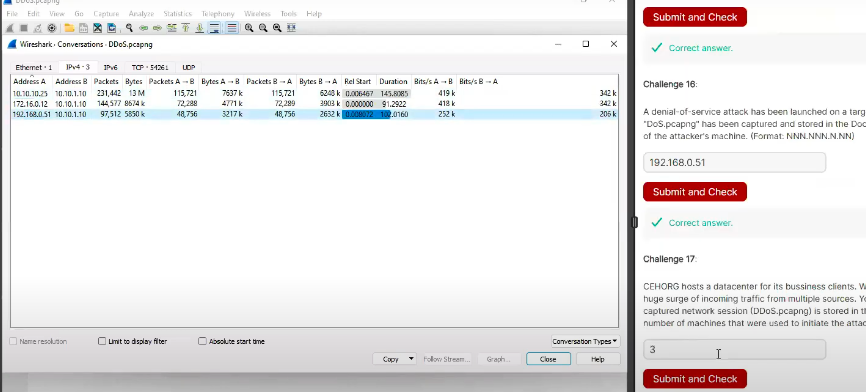 DDoS.pcapng
File Edit View Go Capture Analyze Statistics Telephony Wireless Tools Help
Wireshark · Conversations · DDoS.pcapng
Ethernet · 1 IPv4 · 3 IPv6 TCP · 54261 UDP
Address A Address B Packets Bytes Packets A → B Bytes A → B Packets B → A Bytes B → A Rel Start Duration Bits/s A → B Bits/s B → A
10.10.10.25 10.10.1.10 231,442 13 M 115,721 7637 k 115,721 6248 k 0.006467 145.8085 419 k 342 k
172.16.0.12 10.10.1.10 144,577 8674 k 72,288 4771 k 72,289 3903 k 0.000000 91.2922 418 k 342 k
192.168.0.51 10.10.1.10 97,512 5850 k 48,756 3217 k 48,756 2632 k 0.008072 102.0160 252 k 206 k
Name resolution Limit to display filter Absolute start time Conversation Types
Copy Follow Stream... Graph... Close Help
Submit and Check
Correct answer.
Challenge 16:
A denial-of-service attack has been launched on a targ
"DoS.pcapng" has been captured and stored in the Doc
of the attacker's machine. (Format: NNN.NNN.N.NN)
192.168.0.51
Submit and Check
Correct answer.
Challenge 17:
CEHORG hosts a datacenter for its bussiness clients. W
huge surge of incoming traffic from multiple sources. Yo
captured network session (DDoS.pcapng) is stored in th
number of machines that were used to initiate the attac
3
Submit and Check